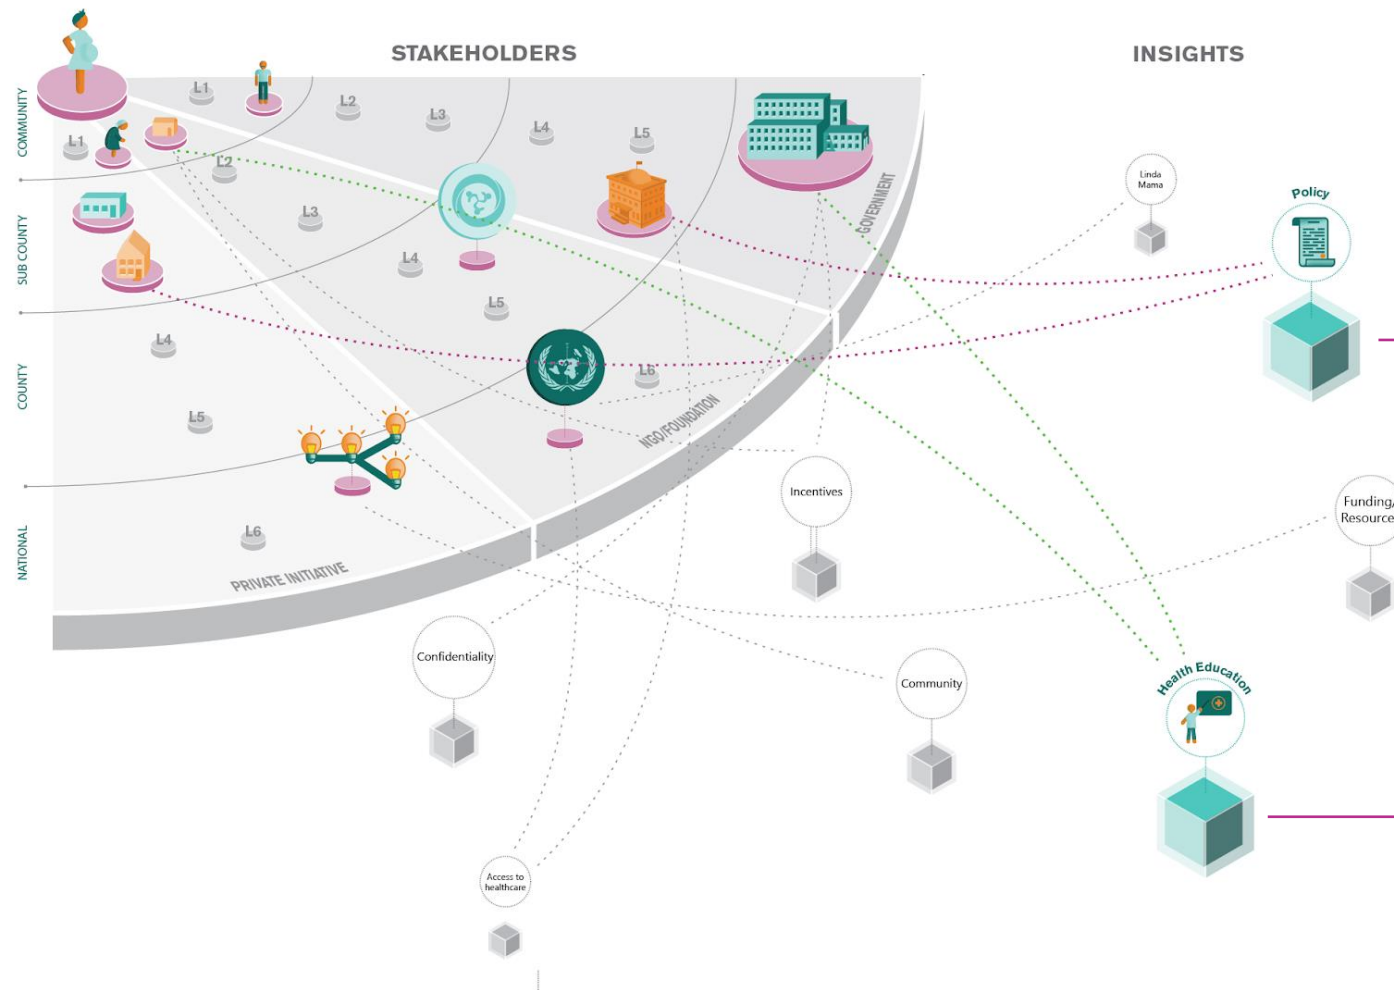 STAKEHOLDERS
INSIGHTS
COMMUNITY
SUB COUNTY
COUNTY
NATIONAL
L1
L2
L3
L4
L5
L1
L2
L3
L4
L5
L6
L4
L5
L6
GOVERNMENT
NGO/FOUNDATION
PRIVATE INITIATIVE
Linda
Mama
Policy
Incentives
Funding/
Resource
Confidentiality
Community
Health Education
Access to
healthcare